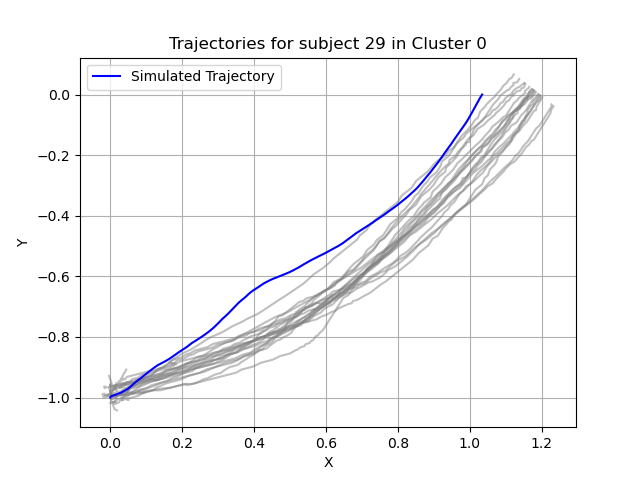 Trajectories for subject 29 in Cluster 0
Simulated Trajectory
0.0
−0.2
−0.4
−0.6
−0.8
−1.0
Y
0.0 0.2 0.4 0.6 0.8 1.0 1.2
X